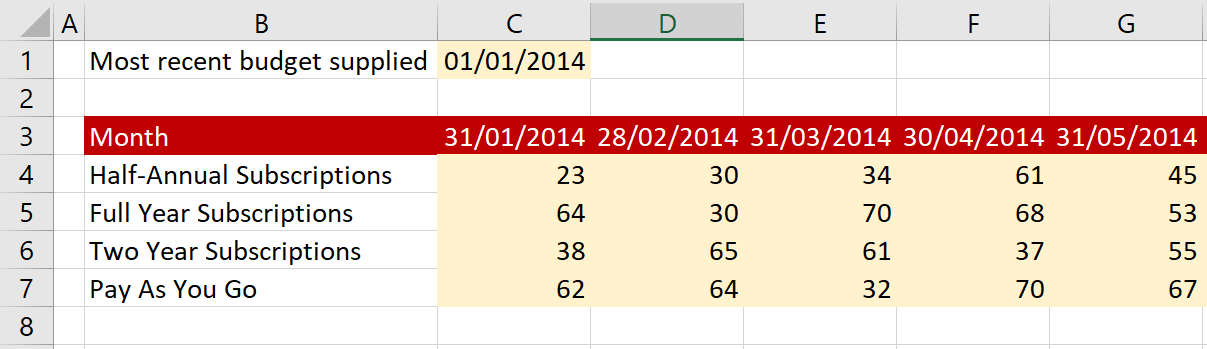 A B C D E F G
1 Most recent budget supplied 01/01/2014
2
3 Month 31/01/2014 28/02/2014 31/03/2014 30/04/2014 31/05/2014
4 Half-Annual Subscriptions 23 30 34 61 45
5 Full Year Subscriptions 64 30 70 68 53
6 Two Year Subscriptions 38 65 61 37 55
7 Pay As You Go 62 64 32 70 67
8